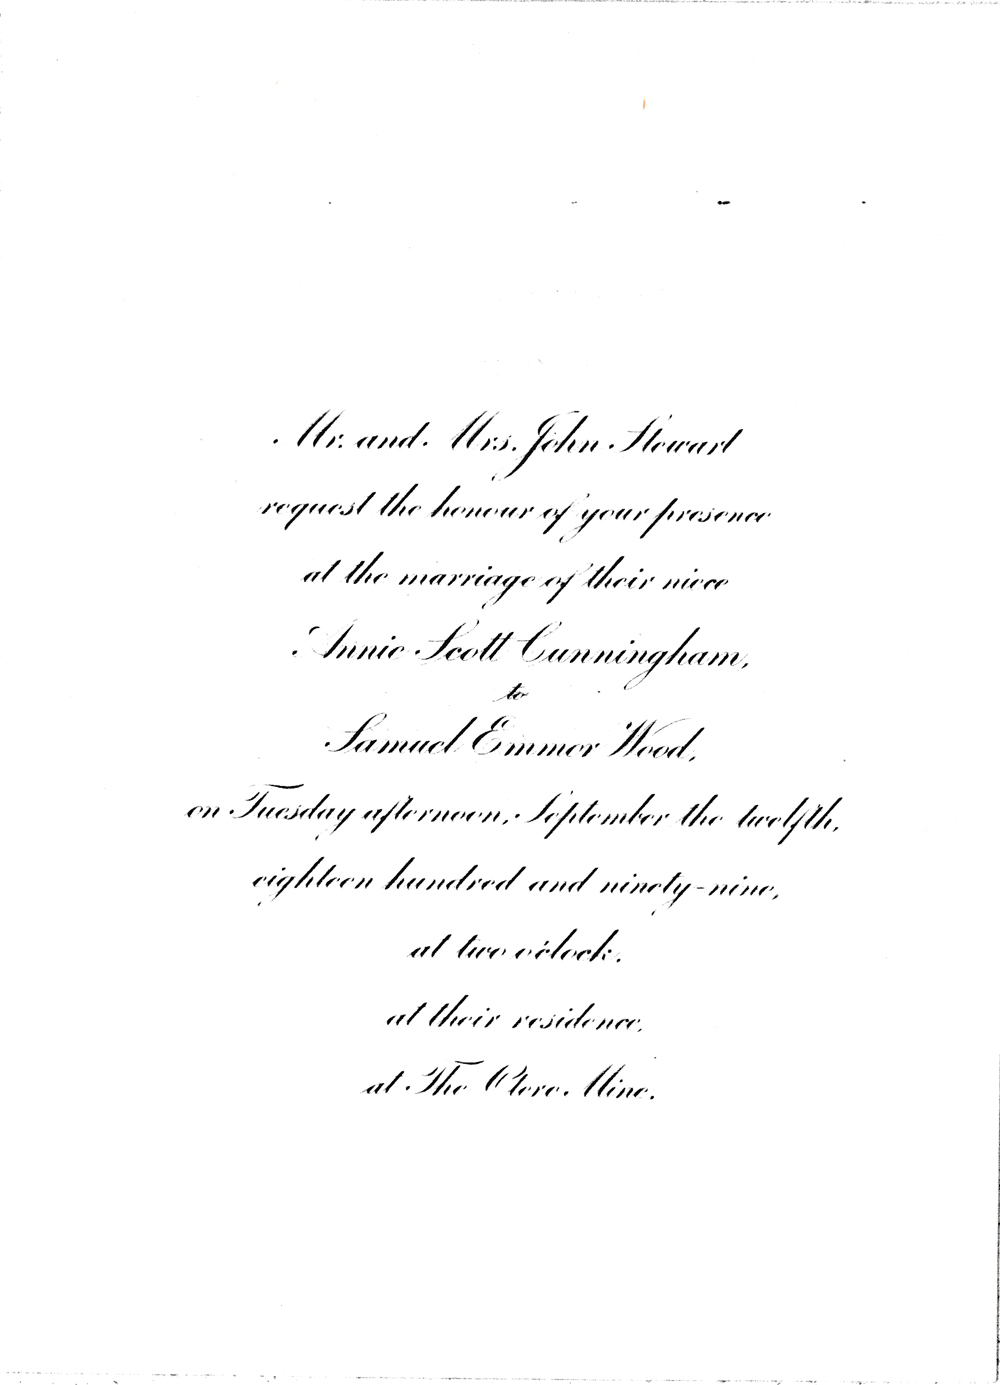 Mr. and Mrs. John Stewart
request the honour of your presence
at the marriage of their niece
Annie Scott Cunningham,
to
Samuel Emmor Wood,
on Tuesday afternoon, September the twelfth,
eighteen hundred and ninety-nine,
at two o'clock.
at their residence,
at The Mine.